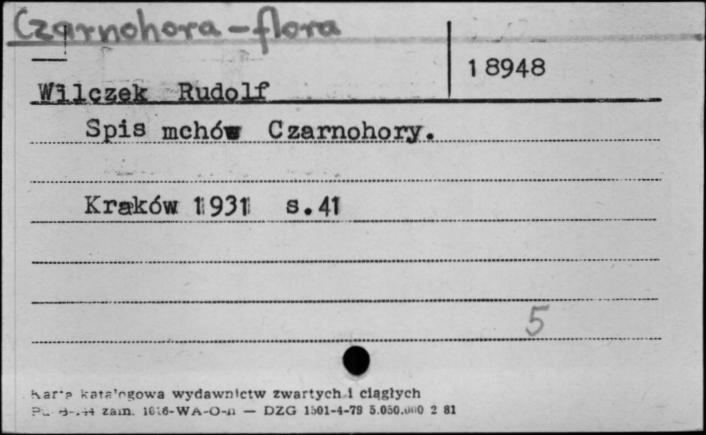 Czarnohora-flora
18948
Wilczek Rudolf
Spis mchów Czarnohory.
Kraków 1931 s.41
5
Karta katalogowa wydawnictw zwartych i ciągłych
zam. 1616-WA-O-n — DZG 1501-4-79 5.050.000 2 81